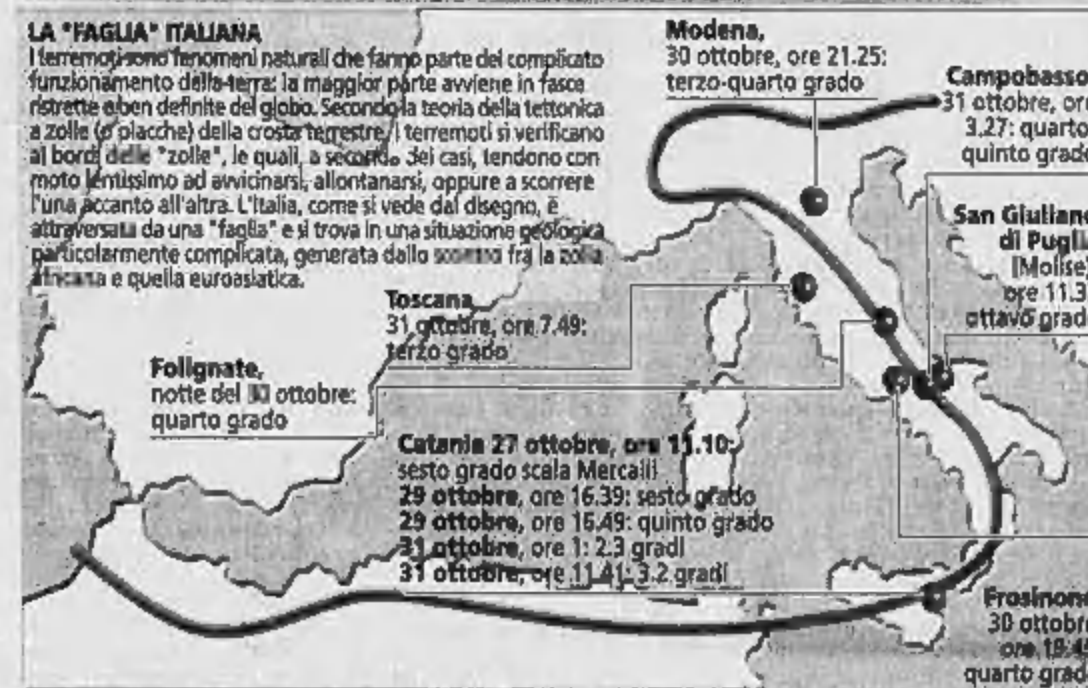 LA "FAGLIA" ITALIANA
I terremoti sono fenomeni naturali che fanno parte del complicato
funzionamento della terra: la maggior parte avviene in fasce
ristrette e ben definite del globo. Secondo la teoria della tettonica
a zolle (o placche) della crosta terrestre, i terremoti si verificano
ai bordi delle "zolle", le quali, a seconda dei casi, tendono con
moto lentissimo ad avvicinarsi, allontanarsi, oppure a scorrere
l'una accanto all'altra. L'Italia, come si vede dal disegno, è
attraversata da una "faglia" e si trova in una situazione geologica
particolarmente complicata, generata dallo scontro fra la zolla
africana e quella euroasiatica.
Modena,
30 ottobre, ore 21.25:
terzo-quarto grado
Campobasso
31 ottobre, ore
3.27: quarto
quinto grado
San Giuliano
di Puglia
[Molise]
ore 11.3
ottavo grado
Toscana
31 ottobre, ore 7.49:
terzo grado
Folignate,
notte del 30 ottobre:
quarto grado
Catania 27 ottobre, ore 11.10:
sesto grado scala Mercalli
29 ottobre, ore 16.39: sesto grado
29 ottobre, ore 16.49: quinto grado
31 ottobre, ore 1: 2.3 gradi
31 ottobre, ore 11.41: 3.2 gradi
Frosinone
30 ottobre
ore
quarto grado